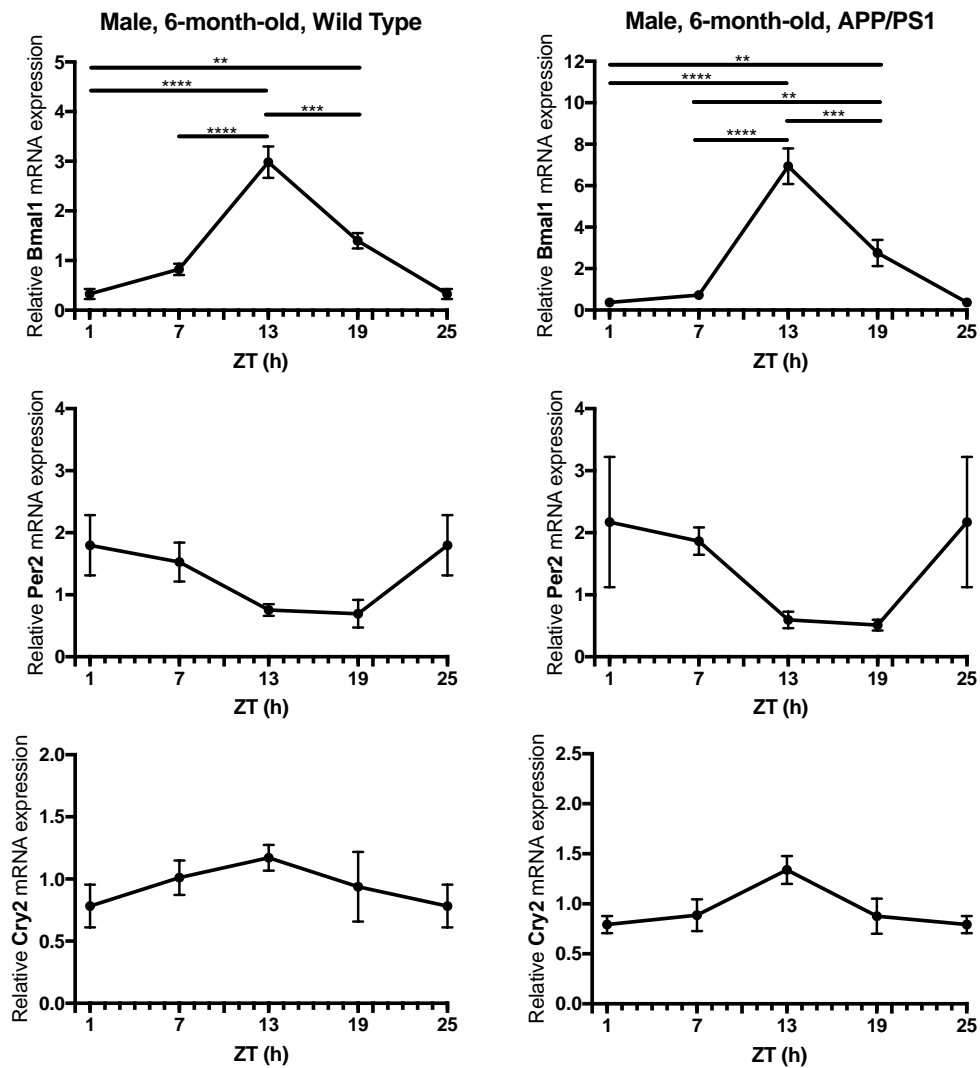 Male, 6-month-old, Wild Type
Relative Bmal1 mRNA expression
5
4
3
2
1
0
**
****
***
****
1 7 13 19 25
ZT (h)
Male, 6-month-old, APP/PS1
Relative Bmal1 mRNA expression
12
10
8
6
4
2
0
**
****
**
***
****
1 7 13 19 25
ZT (h)
Relative Per2 mRNA expression
4
3
2
1
0
1 7 13 19 25
ZT (h)
Relative Per2 mRNA expression
4
3
2
1
0
1 7 13 19 25
ZT (h)
Relative Cry2 mRNA expression
2.0
1.5
1.0
0.5
0.0
1 7 13 19 25
ZT (h)
Relative Cry2 mRNA expression
2.5
2.0
1.5
1.0
0.5
0.0
1 7 13 19 25
ZT (h)